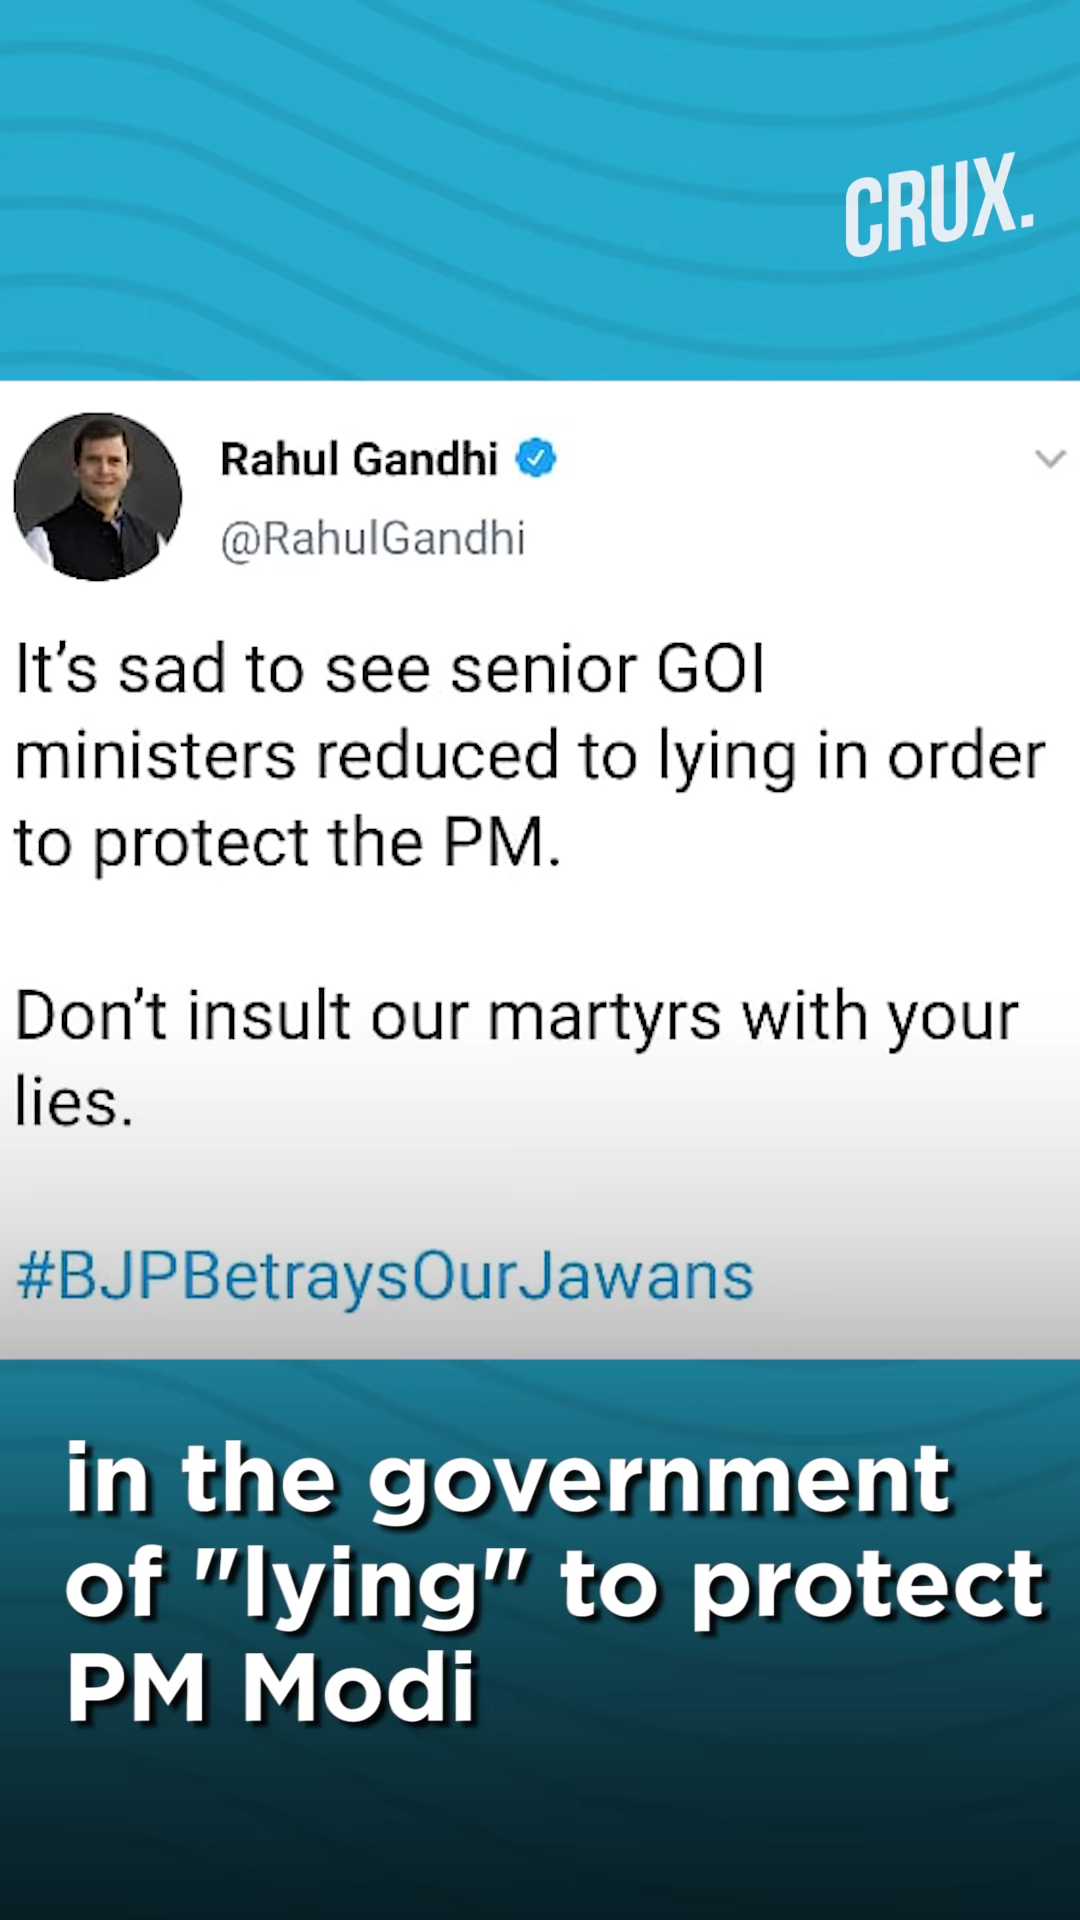 CRUX.
Rahul Gandhi
@RahulGandhi
It's sad to see senior GOI
ministers reduced to lying in order
to protect the PM.
Don't insult our martyrs with your
lies.
#BJPBetraysOurJawans
in the government
of "lying" to protect
PM Modi